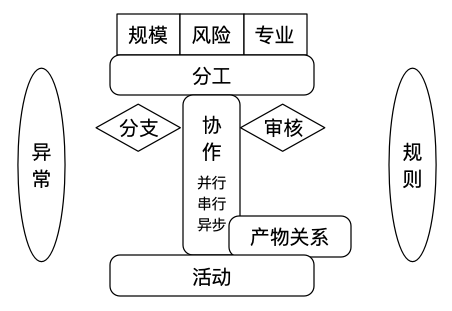 规模 风险 专业
分工
分支
协
作
审核
并行
串行
异步
异
常
规
则
产物关系
活动